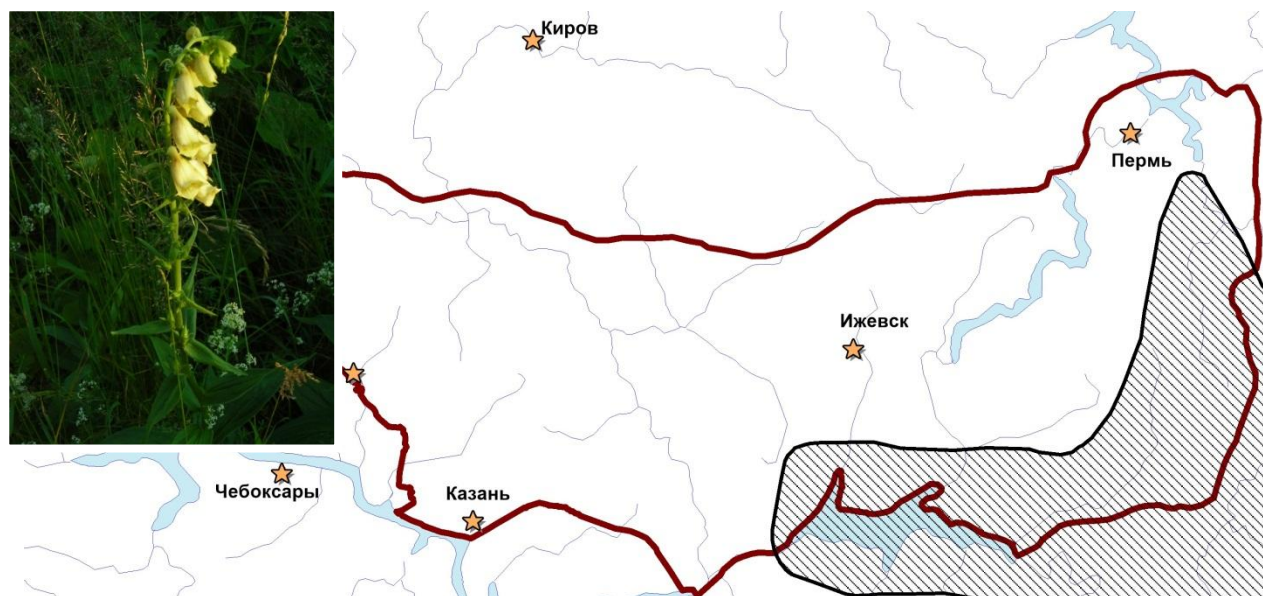 Киров
Пермь
Ижевск
Чебоксары
Казань